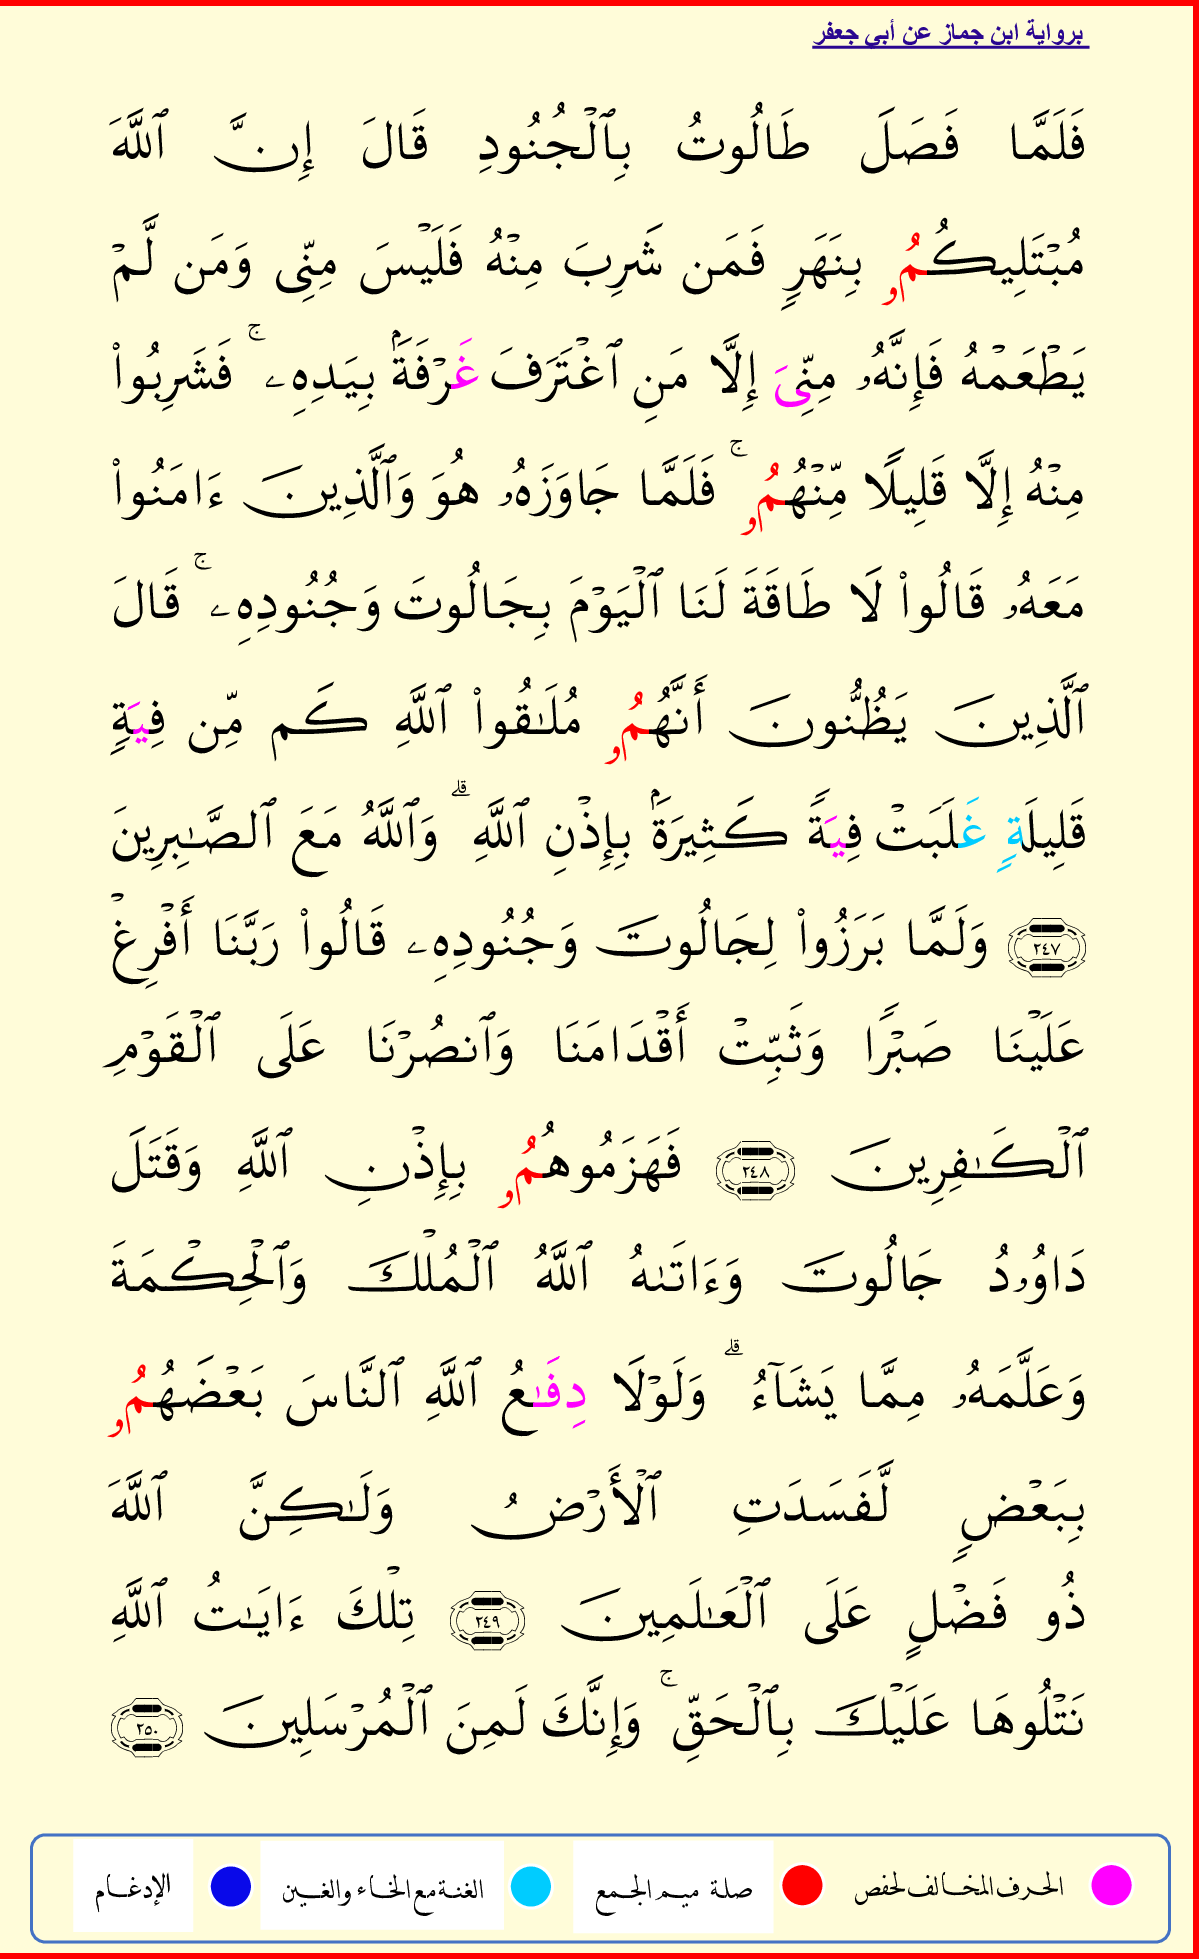 برواية ابن جماز عن أبي جعفر
فَلَمَّا فَصَلَ طَالُوتُ بِٱلۡجُنُودِ قَالَ إِنَّ ٱللَّهَ
مُبۡتَلِيكُمُۥ بِنَهَرٖ فَمَن شَرِبَ مِنۡهُ فَلَيۡسَ مِنِّي وَمَن لَّمۡ
يَطۡعَمۡهُ فَإِنَّهُۥ مِنِّيَ إِلَّا مَنِ ٱغۡتَرَفَ غَرۡفَةَۢ بِيَدِهِۦۚ فَشَرِبُواْ
مِنۡهُ إِلَّا قَلِيلٗا مِّنۡهُمُۥۚ فَلَمَّا جَاوَزَهُۥ هُوَ وَٱلَّذِينَ ءَامَنُواْ
مَعَهُۥ قَالُواْ لَا طَاقَةَ لَنَا ٱلۡيَوۡمَ بِجَالُوتَ وَجُنُودِهِۦۚ قَالَ
ٱلَّذِينَ يَظُنُّونَ أَنَّهُمُۥ مُلَٰقُواْ ٱللَّهِ كَم مِّن فِيَةٖ
قَلِيلَةٍ غَلَبَتۡ فِيَةٗ كَثِيرَةَۢ بِإِذۡنِ ٱللَّهِۗ وَٱللَّهُ مَعَ ٱلصَّٰبِرِينَ
٢٤٧ وَلَمَّا بَرَزُواْ لِجَالُوتَ وَجُنُودِهِۦ قَالُواْ رَبَّنَا أَفۡرِغۡ
عَلَيۡنَا صَبۡرٗا وَثَبِّتۡ أَقۡدَامَنَا وَٱنصُرۡنَا عَلَى ٱلۡقَوۡمِ
ٱلۡكَٰفِرِينَ ٢٤٨ فَهَزَمُوهُمُۥ بِإِذۡنِ ٱللَّهِ وَقَتَلَ
دَاوُۥدُ جَالُوتَ وَءَاتَىٰهُ ٱللَّهُ ٱلۡمُلۡكَ وَٱلۡحِكۡمَةَ
وَعَلَّمَهُۥ مِمَّا يَشَآءُۗ وَلَوۡلَا دِفَٰعُ ٱللَّهِ ٱلنَّاسَ بَعۡضَهُمُۥ
بِبَعۡضٖ لَّفَسَدَتِ ٱلۡأَرۡضُ وَلَٰكِنَّ ٱللَّهَ
ذُو فَضۡلٍ عَلَى ٱلۡعَٰلَمِينَ ٢٤٩ تِلۡكَ ءَايَٰتُ ٱللَّهِ
نَتۡلُوهَا عَلَيۡكَ بِٱلۡحَقِّۚ وَإِنَّكَ لَمِنَ ٱلۡمُرۡسَلِينَ ٢٥٠
الحرف المخالف لحفص صلة ميم الجمع الغنة مع الخاء والغين الإدغام